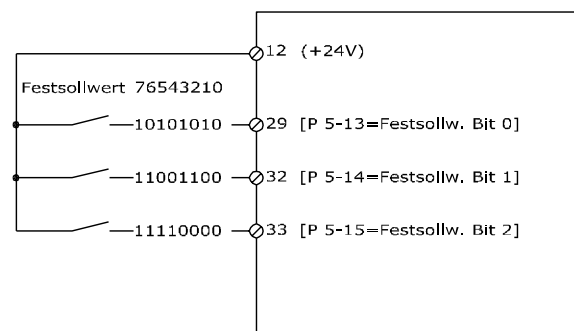 12 (+24V)
Festsollwert 76543210
10101010 29 [P 5-13=Festsollw. Bit 0]
11001100 32 [P 5-14=Festsollw. Bit 1]
11110000 33 [P 5-15=Festsollw. Bit 2]